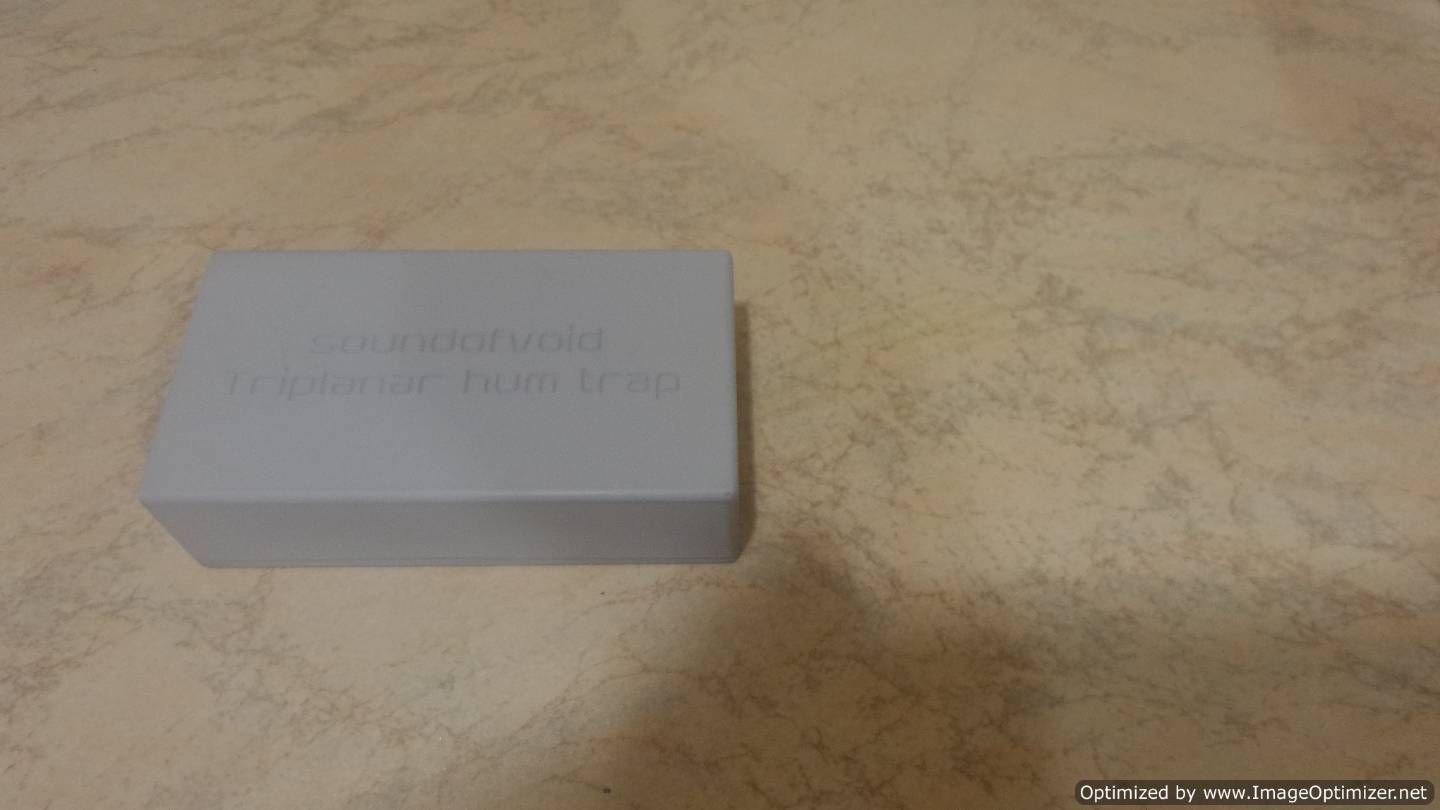 soundofvoid
Triplanar hum trap
Optimized by www.ImageOptimizer.net